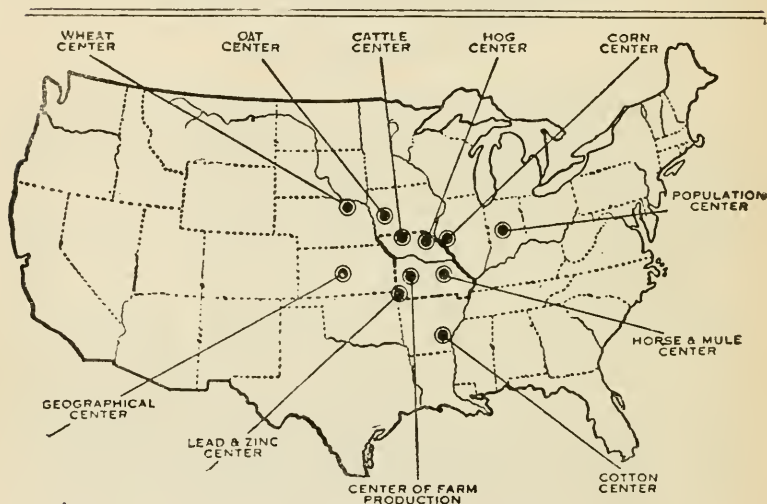 WHEAT
CENTER
OAT
CENTER
CATTLE
CENTER
HOG
CENTER
CORN
CENTER
POPULATION
CENTER
HORSE & MULE
CENTER
GEOGRAPHICAL
CENTER
LEAD & ZINC
CENTER
CENTER OF FARM
PRODUCTION
COTTON
CENTER